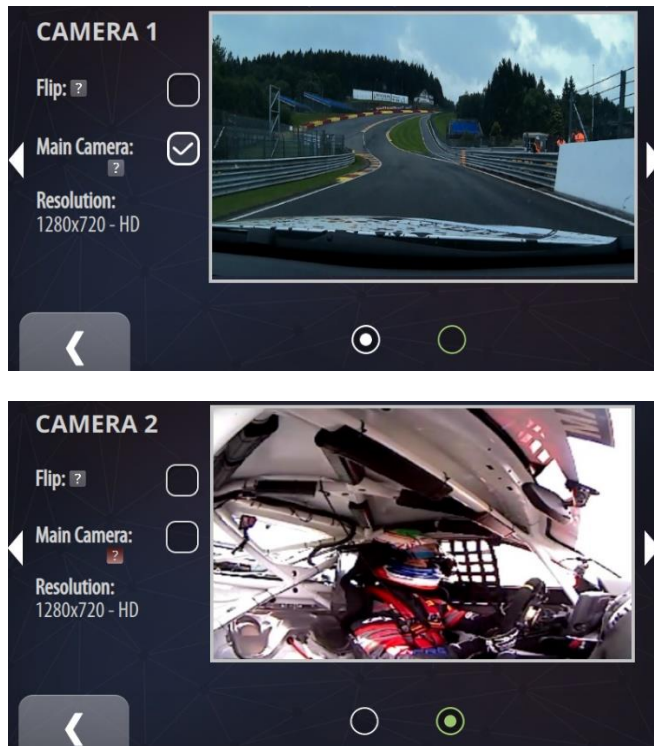 CAMERA 1
Flip: ?
Main Camera:
?
Resolution:
1280x720 - HD
CAMERA 2
Flip: ?
Main Camera:
?
Resolution:
1280x720 - HD